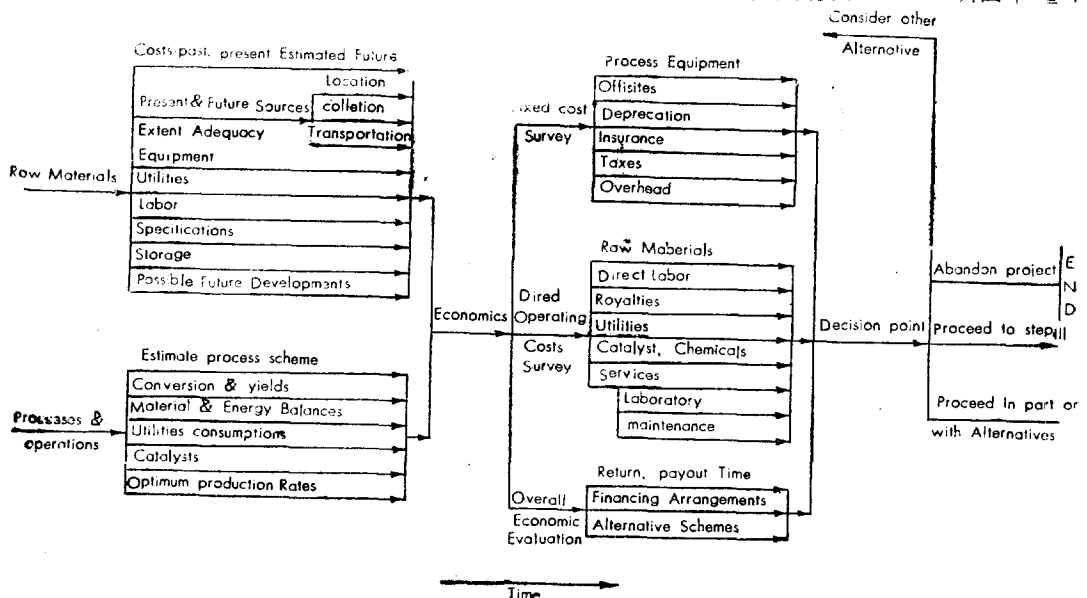 Consider other
Alternative
Costs-past, present Estimated Future
Location
Present & Future Sources
colletion
Extent Adequacy
Transportation
Equipment
Row Materials
Utilities
Labor
Specifications
Storage
Possible Future Developments
Estimate process scheme
Conversion & yields
Material & Energy Balances
Processes &
operations
Utilities consumptions
Catalysts
Optimum production Rates
Economics
Fixed cost
Survey
Process Equipment
Offisites
Deprecation
Insurance
Taxes
Overhead
Dired
Operating
Costs
Survey
Raw Maberials
Direct Labor
Royalties
Utilities
Catalyst, Chemicals
Services
Laboratory
maintenance
Overall
Economic
Evaluation
Return, payout Time
Financing Arrangements
Alternative Schemes
Decision point
Abandon project
E
N
D
Proceed to step III
Proceed In part or
with Alternatives
Time